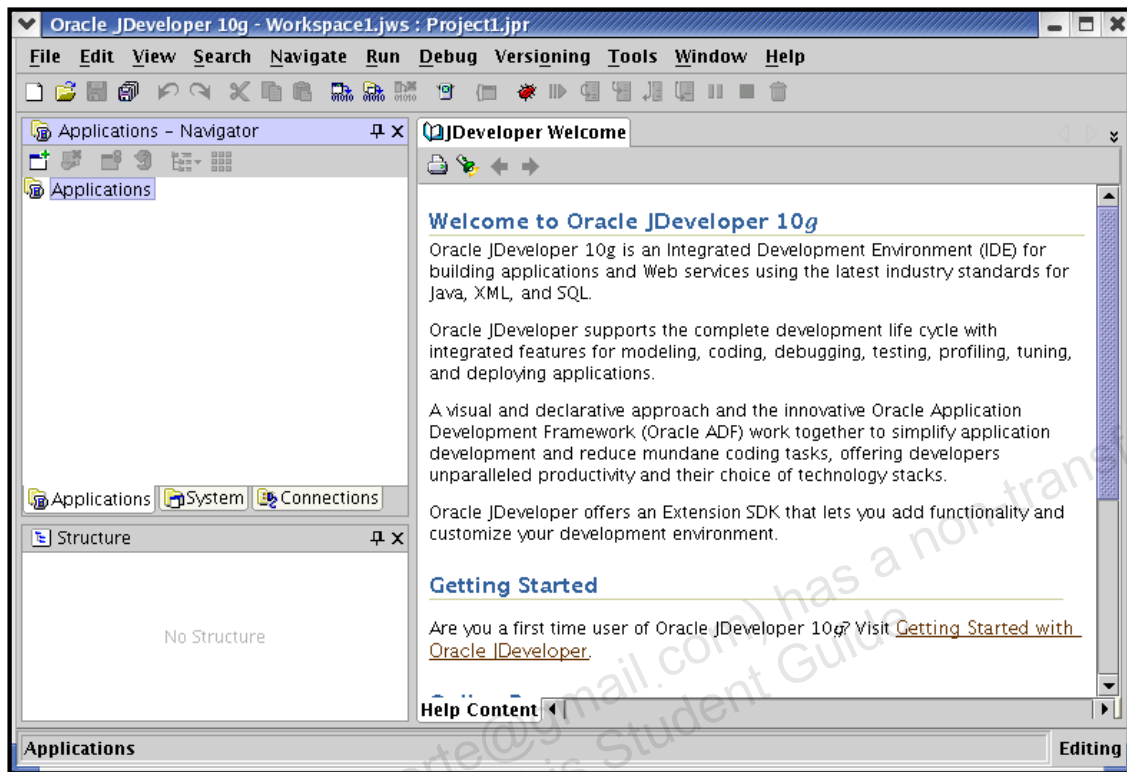 Oracle JDeveloper 10g - Workspace1.jws : Project1.jpr
File Edit View Search Navigate Run Debug Versioning Tools Window Help
Applications - Navigator
Applications
Applications System Connections
Structure
No Structure
JDeveloper Welcome
Welcome to Oracle JDeveloper 10g
Oracle JDeveloper 10g is an Integrated Development Environment (IDE) for
building applications and Web services using the latest industry standards for
Java, XML, and SQL.
Oracle JDeveloper supports the complete development life cycle with
integrated features for modeling, coding, debugging, testing, profiling, tuning,
and deploying applications.
A visual and declarative approach and the innovative Oracle Application
Development Framework (Oracle ADF) work together to simplify application
development and reduce mundane coding tasks, offering developers
unparalleled productivity and their choice of technology stacks.
Oracle JDeveloper offers an Extension SDK that lets you add functionality and
customize your development environment.
Getting Started
Are you a first time user of Oracle JDeveloper 10g? Visit Getting Started with
Oracle JDeveloper.
Help Content
Applications
Editing
@gmail.com) has a non-transf
Student Guide